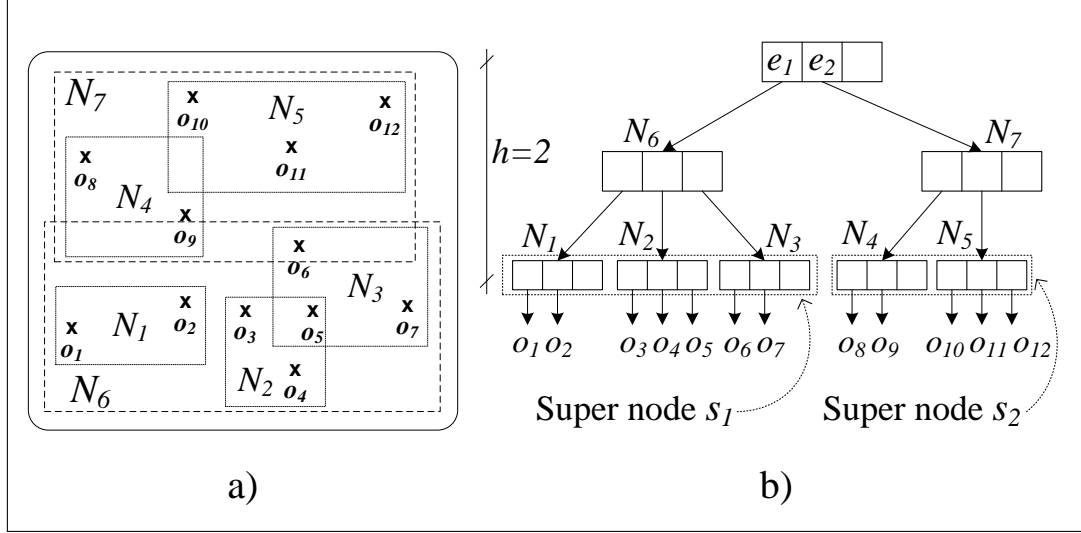 N7
N5
o10
o12
o11
o8
N4
o9
o6
N3
o2
N1
o1
o3
o5
o7
N2
o4
N6
a)
h=2
e1 e2
N6 N7
N1 N2 N3 N4 N5
o1 o2 o3 o4 o5 o6 o7 o8 o9 o10 o11 o12
Super node s1 Super node s2
b)